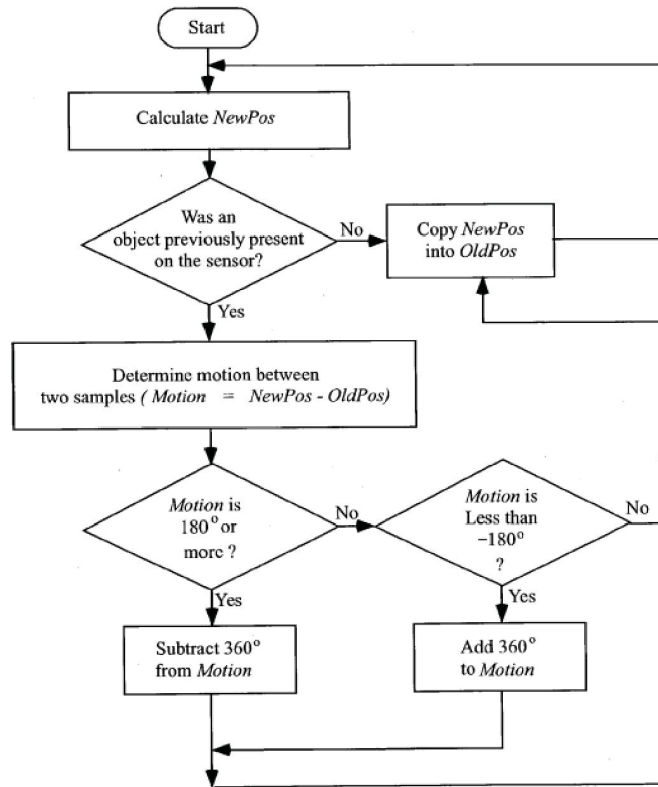 Start
Calculate NewPos
Was an
object previously present
on the sensor?
No
Copy NewPos
into OldPos
Yes
Determine motion between
two samples ( Motion = NewPos - OldPos)
Motion is
180° or
more ?
No
Motion is
Less than
−180°
?
No
Yes
Yes
Subtract 360°
from Motion
Add 360°
to Motion